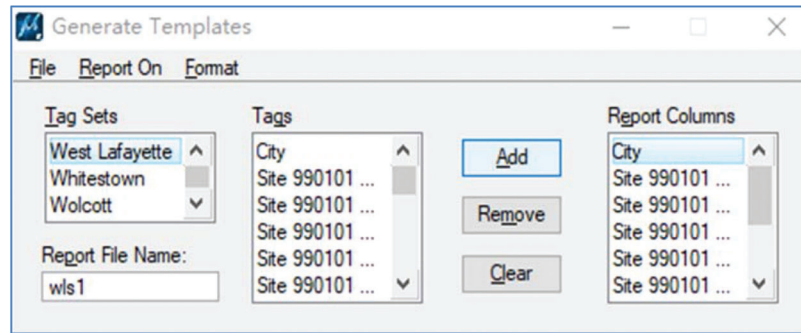 Generate Templates
File Report On Format
Tag Sets
West Lafayette
Whitestown
Wolcott
Report File Name:
wls1
Tags
City
Site 990101 ...
Site 990101 ...
Site 990101 ...
Site 990101 ...
Site 990101 ...
Add
Remove
Clear
Report Columns
City
Site 990101 ...
Site 990101 ...
Site 990101 ...
Site 990101 ...
Site 990101 ...